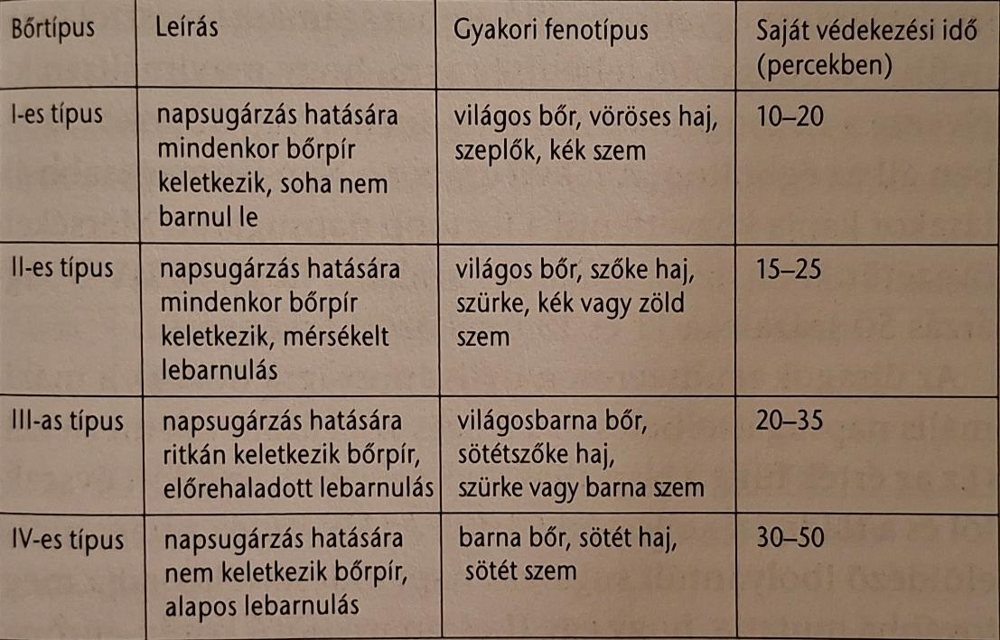 Bőrtípus
Leírás
Gyakori fenotípus
Saját védekezési idő
(percekben)
I-es típus
napsugárzás hatására
mindenkor bőrpír
keletkezik, soha nem
barnul le
világos bőr, vöröses haj,
szeplők, kék szem
10–20
II-es típus
napsugárzás hatására
mindenkor bőrpír
keletkezik, mérsékelt
lebarnulás
világos bőr, szőke haj,
szürke, kék vagy zöld
szem
15–25
III-as típus
napsugárzás hatására
ritkán keletkezik bőrpír,
előrehaladott lebarnulás
világosbarna bőr,
sötétszőke haj,
szürke vagy barna szem
20–35
IV-es típus
napsugárzás hatására
nem keletkezik bőrpír,
alapos lebarnulás
barna bőr, sötét haj,
sötét szem
30–50